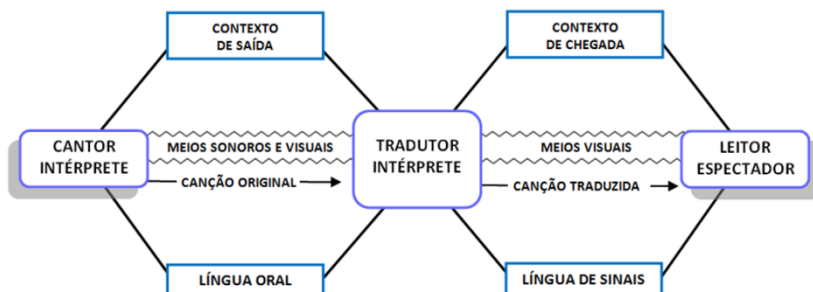 CONTEXTO
DE SAÍDA
CONTEXTO
DE CHEGADA
CANTOR
INTÉRPRETE
MEIOS SONOROS E VISUAIS
CANÇÃO ORIGINAL
TRADUTOR
INTÉRPRETE
MEIOS VISUAIS
CANÇÃO TRADUZIDA
LEITOR
ESPECTADOR
LÍNGUA ORAL
LÍNGUA DE SINAIS